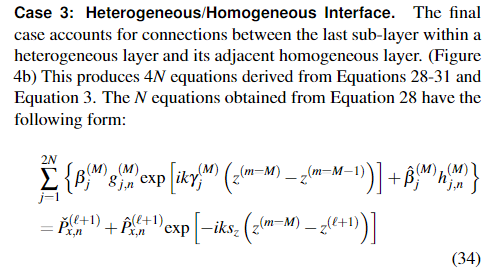 Case 3: Heterogeneous/Homogeneous Interface. The final
case accounts for connections between the last sub-layer within a
heterogeneous layer and its adjacent homogeneous layer. (Figure
4b) This produces 4N equations derived from Equations 28-31 and
Equation 3. The N equations obtained from Equation 28 have the
following form:
\sum_{j=1}^{2N} \left\{ \beta_j^{(M)} g_{j,n}^{(M)} \exp\left[ ik\gamma_j^{(M)} \left( z^{(m-M)} - z^{(m-M-1)} \right) \right] + \hat{\beta}_j^{(M)} h_{j,n}^{(M)} \right\}
= \check{P}_{x,n}^{(\ell+1)} + \hat{P}_{x,n}^{(\ell+1)} \exp\left[ -iks_z \left( z^{(m-M)} - z^{(\ell+1)} \right) \right]
(34)